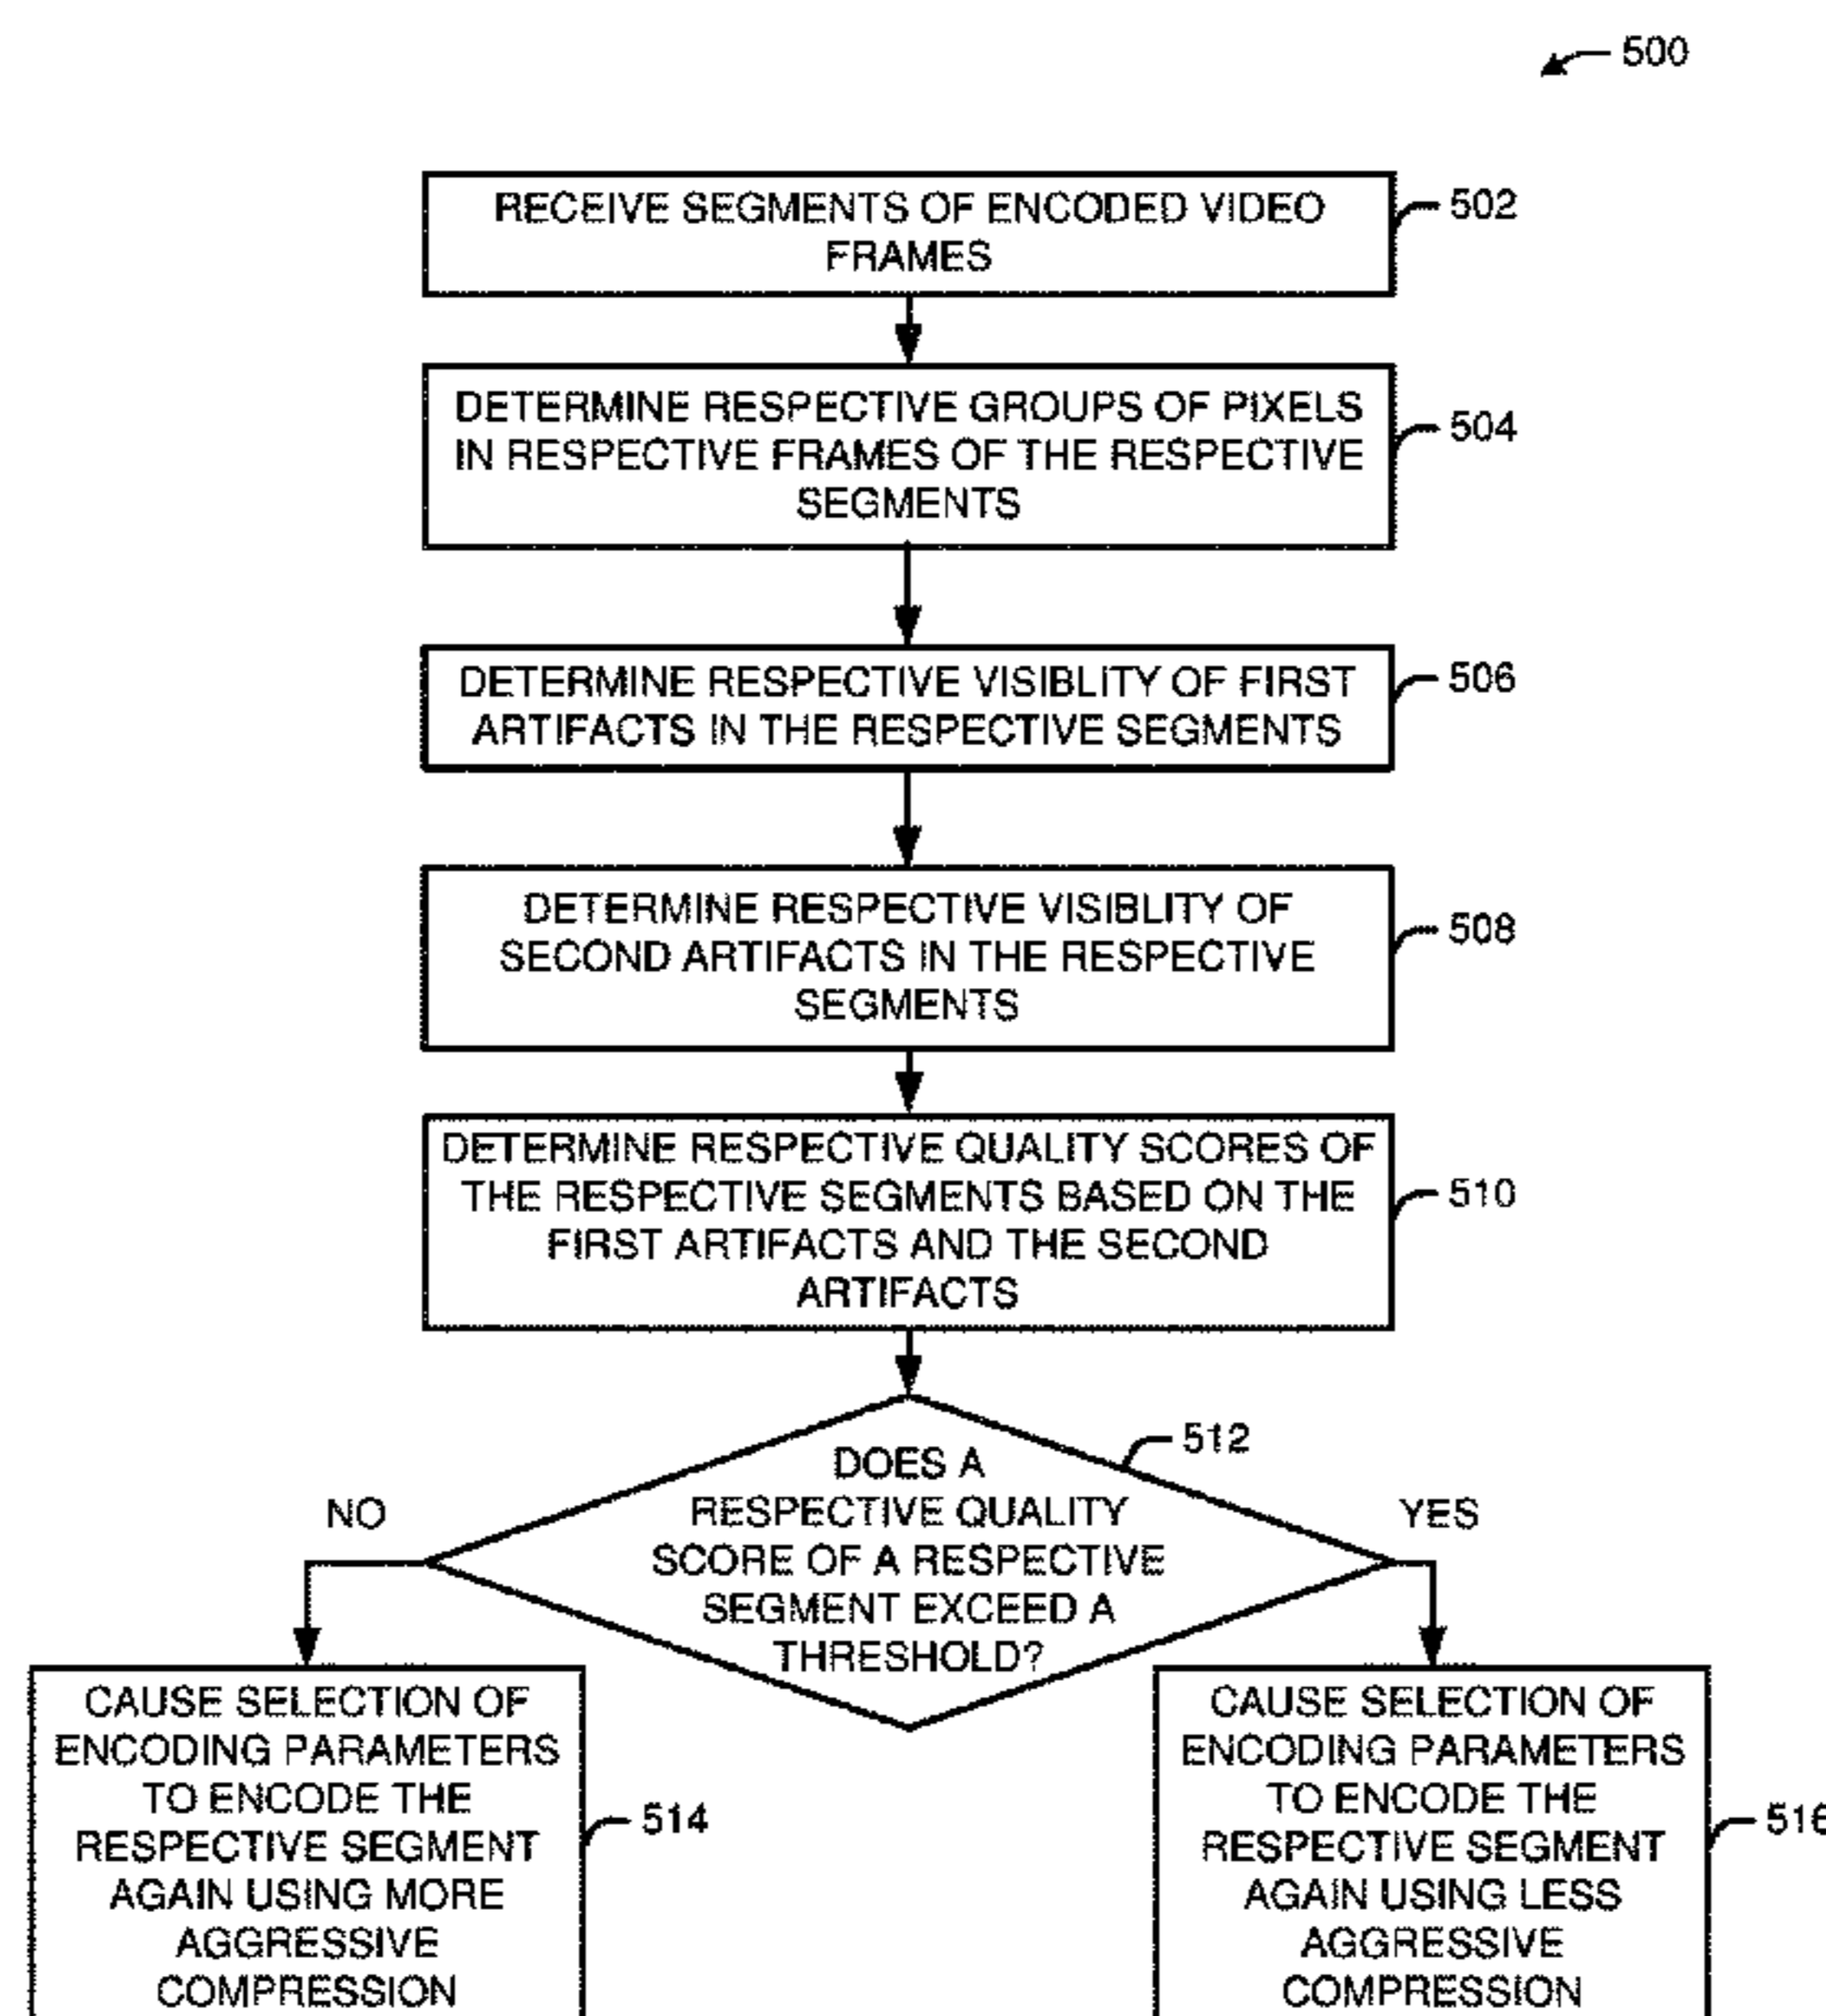 500
RECEIVE SEGMENTS OF ENCODED VIDEO
FRAMES
502
DETERMINE RESPECTIVE GROUPS OF PIXELS
IN RESPECTIVE FRAMES OF THE RESPECTIVE
SEGMENTS
504
DETERMINE RESPECTIVE VISIBLITY OF FIRST
ARTIFACTS IN THE RESPECTIVE SEGMENTS
506
DETERMINE RESPECTIVE VISIBLITY OF
SECOND ARTIFACTS IN THE RESPECTIVE
SEGMENTS
508
DETERMINE RESPECTIVE QUALITY SCORES OF
THE RESPECTIVE SEGMENTS BASED ON THE
FIRST ARTIFACTS AND THE SECOND
ARTIFACTS
510
DOES A
RESPECTIVE QUALITY
SCORE OF A RESPECTIVE
SEGMENT EXCEED A
THRESHOLD?
512
NO
YES
CAUSE SELECTION OF
ENCODING PARAMETERS
TO ENCODE THE
RESPECTIVE SEGMENT
AGAIN USING MORE
AGGRESSIVE
COMPRESSION
514
CAUSE SELECTION OF
ENCODING PARAMETERS
TO ENCODE THE
RESPECTIVE SEGMENT
AGAIN USING LESS
AGGRESSIVE
COMPRESSION
516